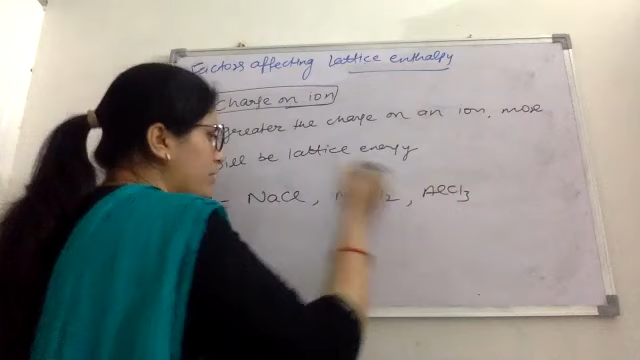 Factors affecting lattice enthalpy
Charge on ion
greater the charge on an ion, more
will be lattice energy
- NaCl, , AlCl3